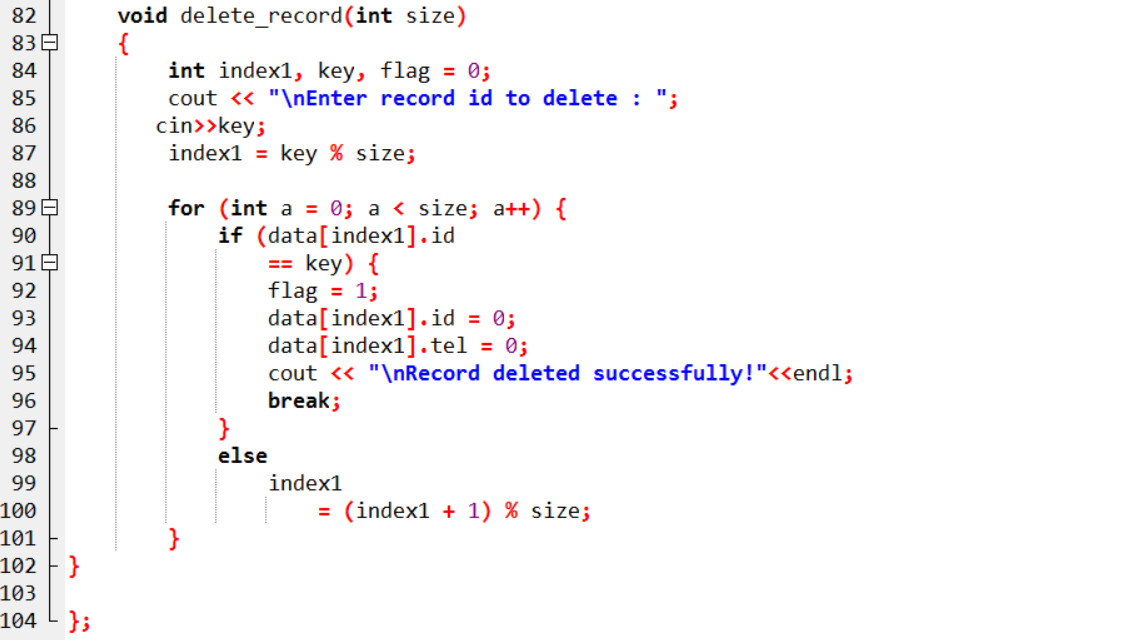 82 void delete_record(int size)
83 {
84 int index1, key, flag = 0;
85 cout << "\nEnter record id to delete : ";
86 cin>>key;
87 index1 = key % size;
88
89 for (int a = 0; a < size; a++) {
90 if (data[index1].id
91 == key) {
92 flag = 1;
93 data[index1].id = 0;
94 data[index1].tel = 0;
95 cout << "\nRecord deleted successfully!"<<endl;
96 break;
97 }
98 else
99 index1
100 = (index1 + 1) % size;
101 }
102 }
103
104 };